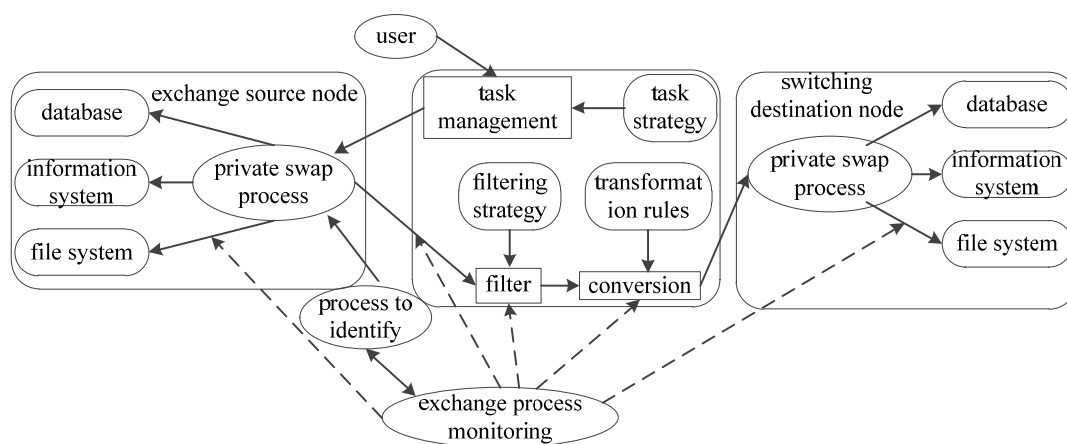 user
exchange source node
database
information
system
file system
private swap
process
task
management
task
strategy
filtering
strategy
transformat
ion rules
filter
conversion
switching
destination node
private swap
process
database
information
system
file system
process to
identify
exchange process
monitoring